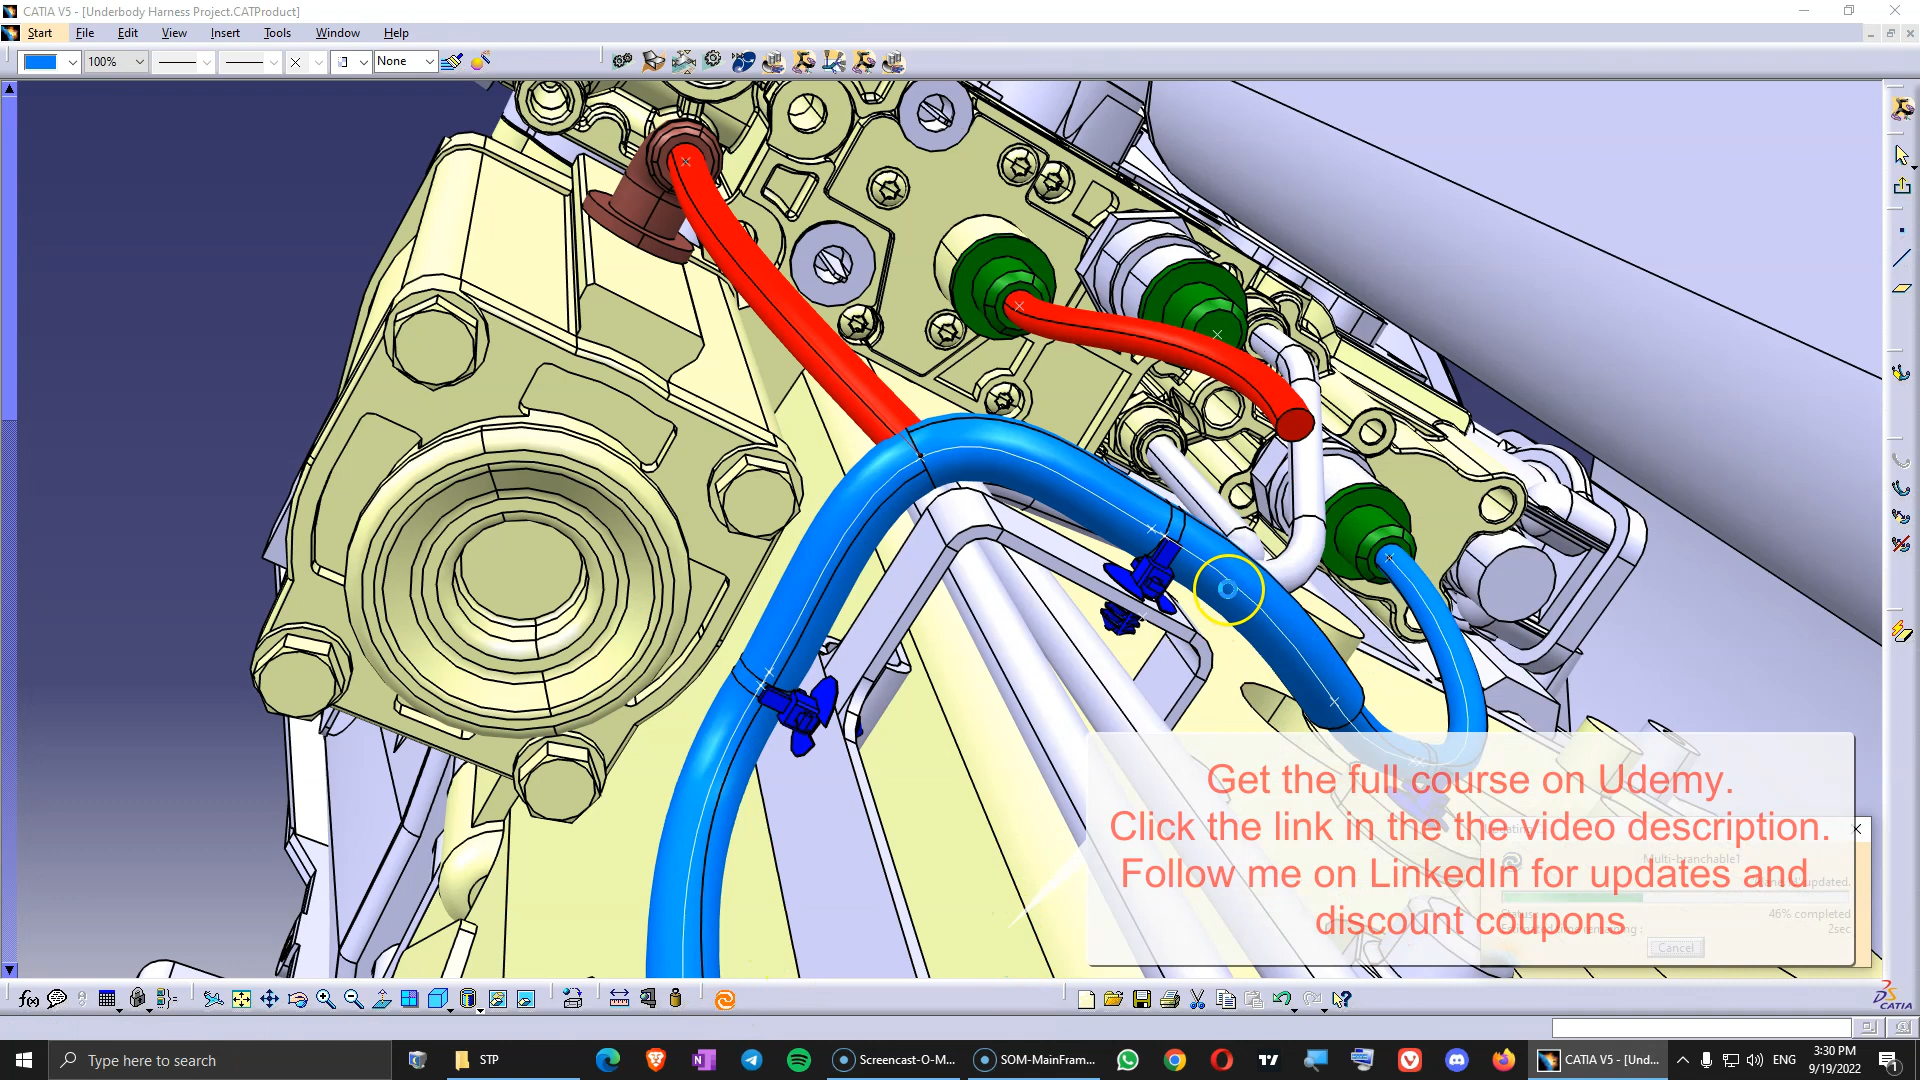 CATIA V5 - [Underbody Harness Project.CATProduct]
Start File Edit View Insert Tools Window Help
100% None
Get the full course on Udemy.
Click the link in the the video description.
Follow me on LinkedIn for updates and
discount coupons
Multi-branchable1
updated.
46% completed
2sec
Cancel
f(x)
CATIA
Type here to search
STP
Screencast-O-M...
SOM-MainFram...
CATIA V5 - [Und...
ENG
3:30 PM
9/19/2022
1